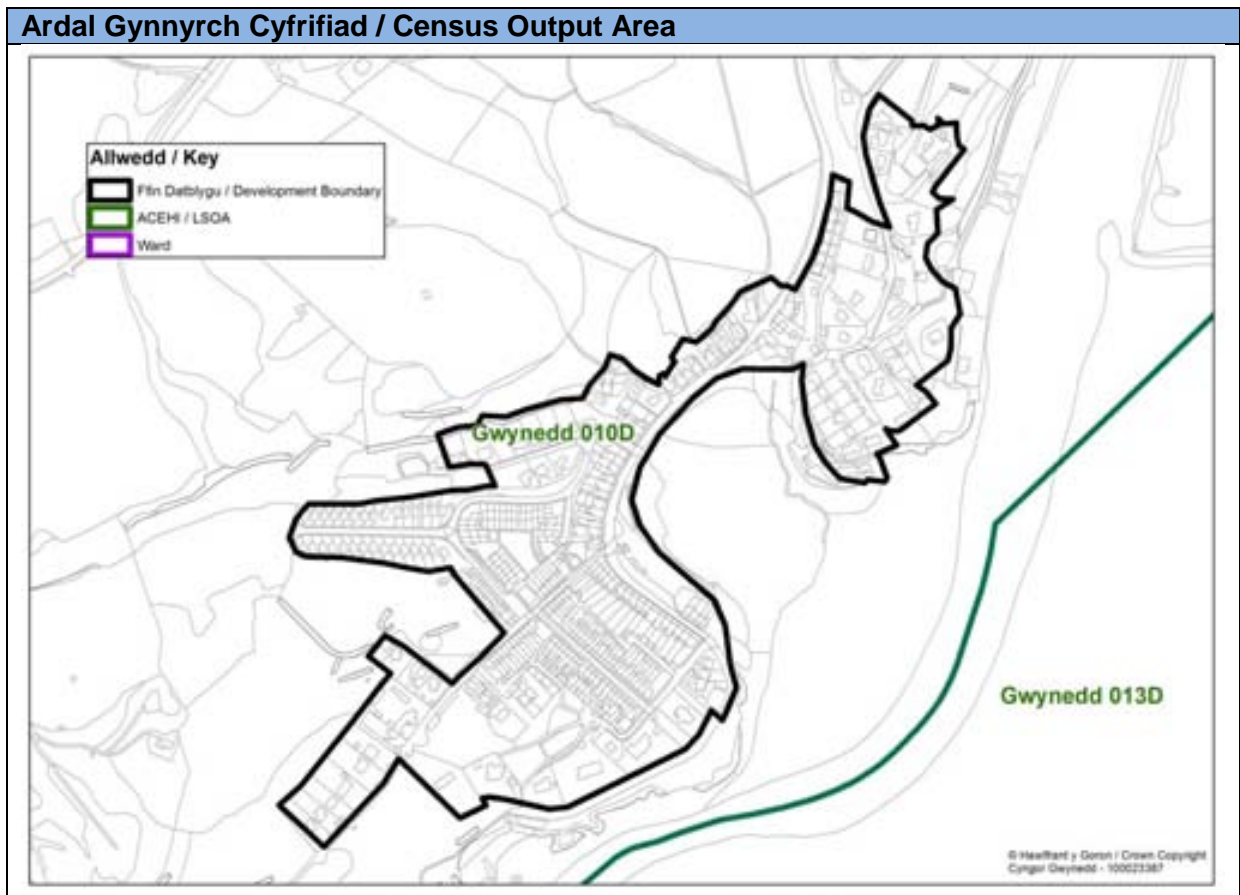 Ardal Gynnyrch Cyfrifiad / Census Output Area
Allwedd / Key
Ffin Datblygu / Development Boundary
ACEHI / LSOA
Ward
Gwynedd 010D
Gwynedd 013D
© Hawlfraint y Goron / Crown Copyright
Cyngor Gwynedd - 100023387